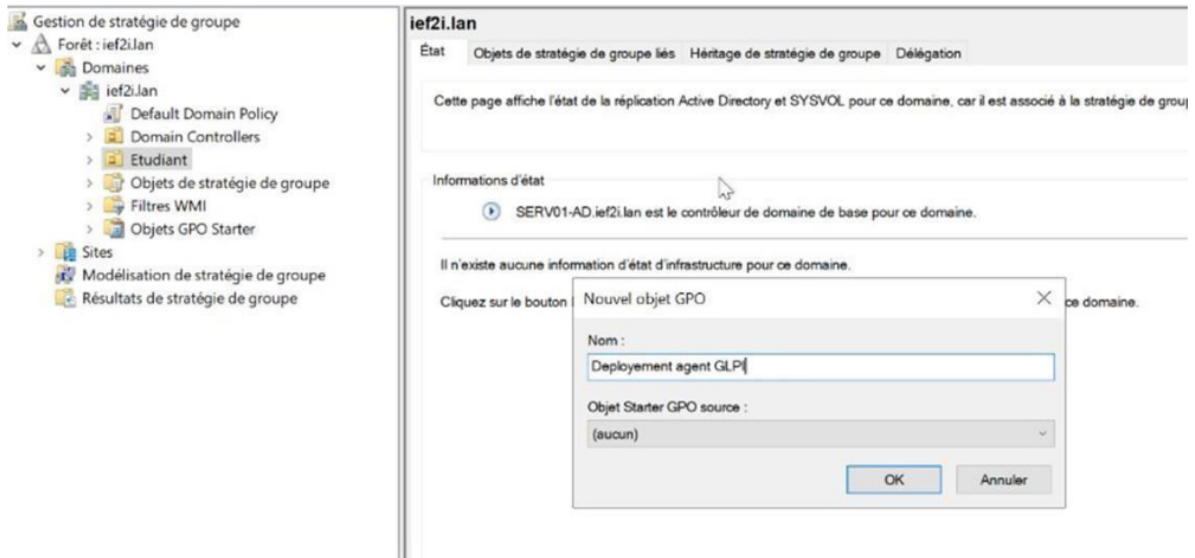 Gestion de stratégie de groupe
Forêt : ief2i.lan
Domaines
ief2i.lan
Default Domain Policy
Domain Controllers
Etudiant
Objets de stratégie de groupe
Filtres WMI
Objets GPO Starter
Sites
Modélisation de stratégie de groupe
Résultats de stratégie de groupe
ief2i.lan
État Objets de stratégie de groupe liés Héritage de stratégie de groupe Délégation
Cette page affiche l'état de la réplication Active Directory et SYSVOL pour ce domaine, car il est associé à la stratégie de group
Informations d'état
SERV01-AD.ief2i.lan est le contrôleur de domaine de base pour ce domaine.
Il n'existe aucune information d'état d'infrastructure pour ce domaine.
Cliquez sur le bouton ce domaine.
Nouvel objet GPO
Nom :
Deployement agent GLPI
Objet Starter GPO source :
(aucun)
OK Annuler